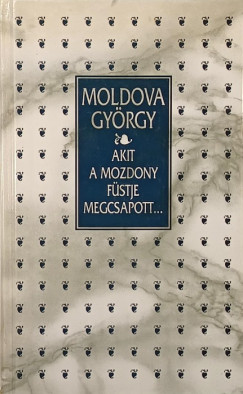 MOLDOVA
GYÖRGY
AKIT
A MOZDONY
FÜSTJE
MEGCSAPOTT...